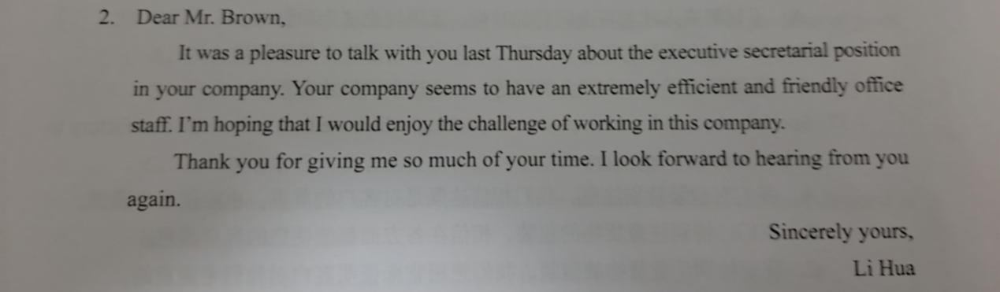 2. Dear Mr. Brown,
It was a pleasure to talk with you last Thursday about the executive secretarial position
in your company. Your company seems to have an extremely efficient and friendly office
staff. I'm hoping that I would enjoy the challenge of working in this company.
Thank you for giving me so much of your time. I look forward to hearing from you
again.
Sincerely yours,
Li Hua